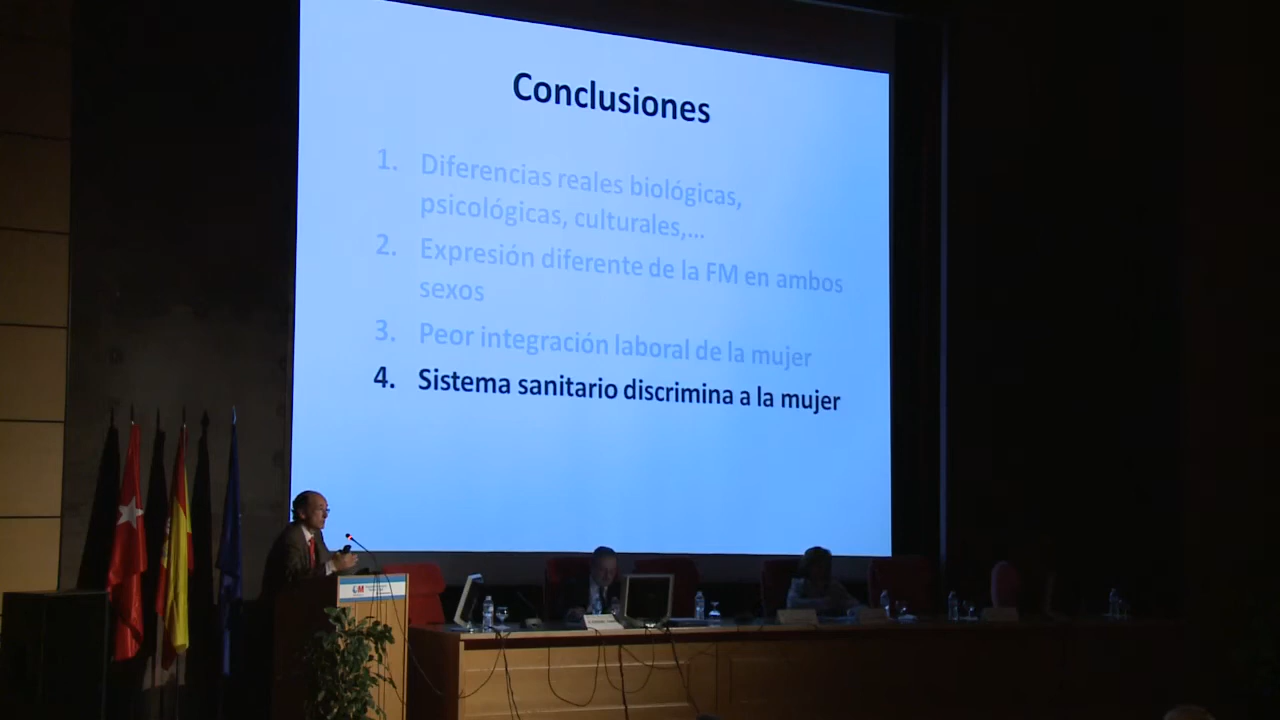 Conclusiones
1. Diferencias reales biológicas,
psicológicas, culturales,...
2. Expresión diferente de la FM en ambos
sexos
3. Peor integración laboral de la mujer
4. Sistema sanitario discrimina a la mujer